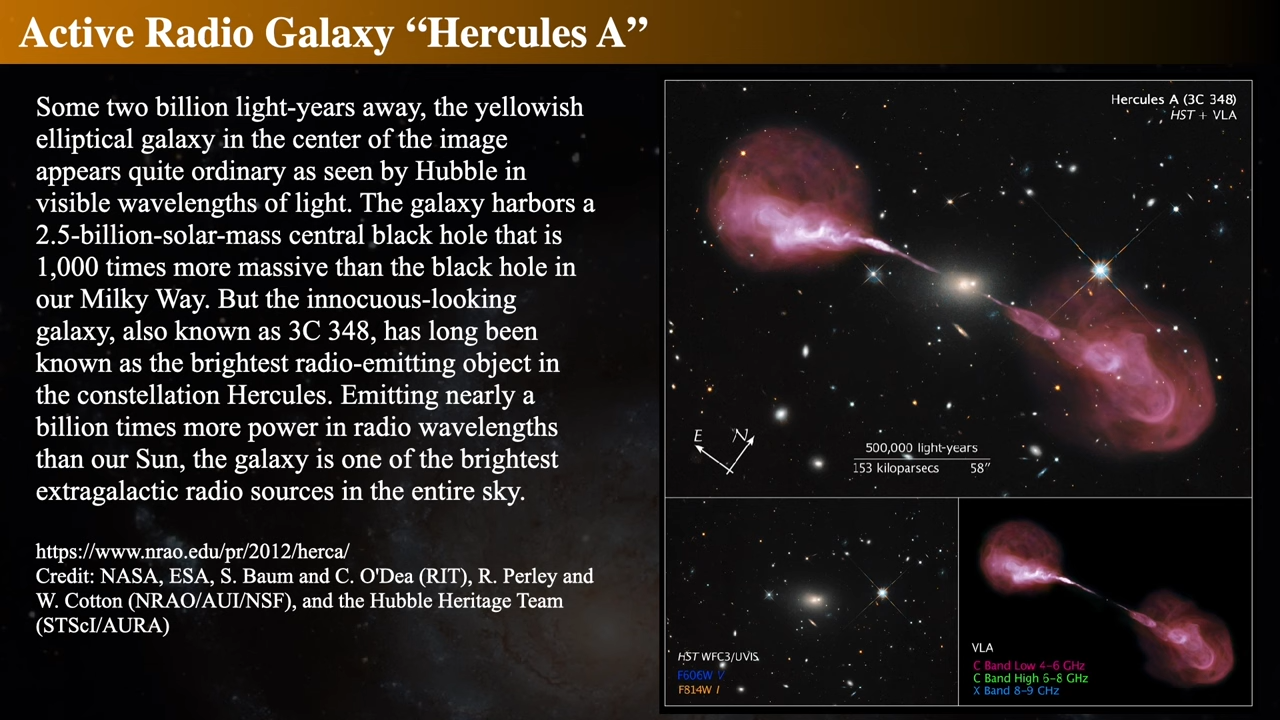 Active Radio Galaxy “Hercules A”
Some two billion light-years away, the yellowish
elliptical galaxy in the center of the image
appears quite ordinary as seen by Hubble in
visible wavelengths of light. The galaxy harbors a
2.5-billion-solar-mass central black hole that is
1,000 times more massive than the black hole in
our Milky Way. But the innocuous-looking
galaxy, also known as 3C 348, has long been
known as the brightest radio-emitting object in
the constellation Hercules. Emitting nearly a
billion times more power in radio wavelengths
than our Sun, the galaxy is one of the brightest
extragalactic radio sources in the entire sky.
https://www.nrao.edu/pr/2012/herca/
Credit: NASA, ESA, S. Baum and C. O'Dea (RIT), R. Perley and
W. Cotton (NRAO/AUI/NSF), and the Hubble Heritage Team
(STScI/AURA)
Hercules A (3C 348)
HST + VLA
E N
500,000 light-years
153 kiloparsecs 58″
HST WFC3/UVIS
F606W V
F814W I
VLA
C Band Low 4–6 GHz
C Band High 6–8 GHz
X Band 8–9 GHz